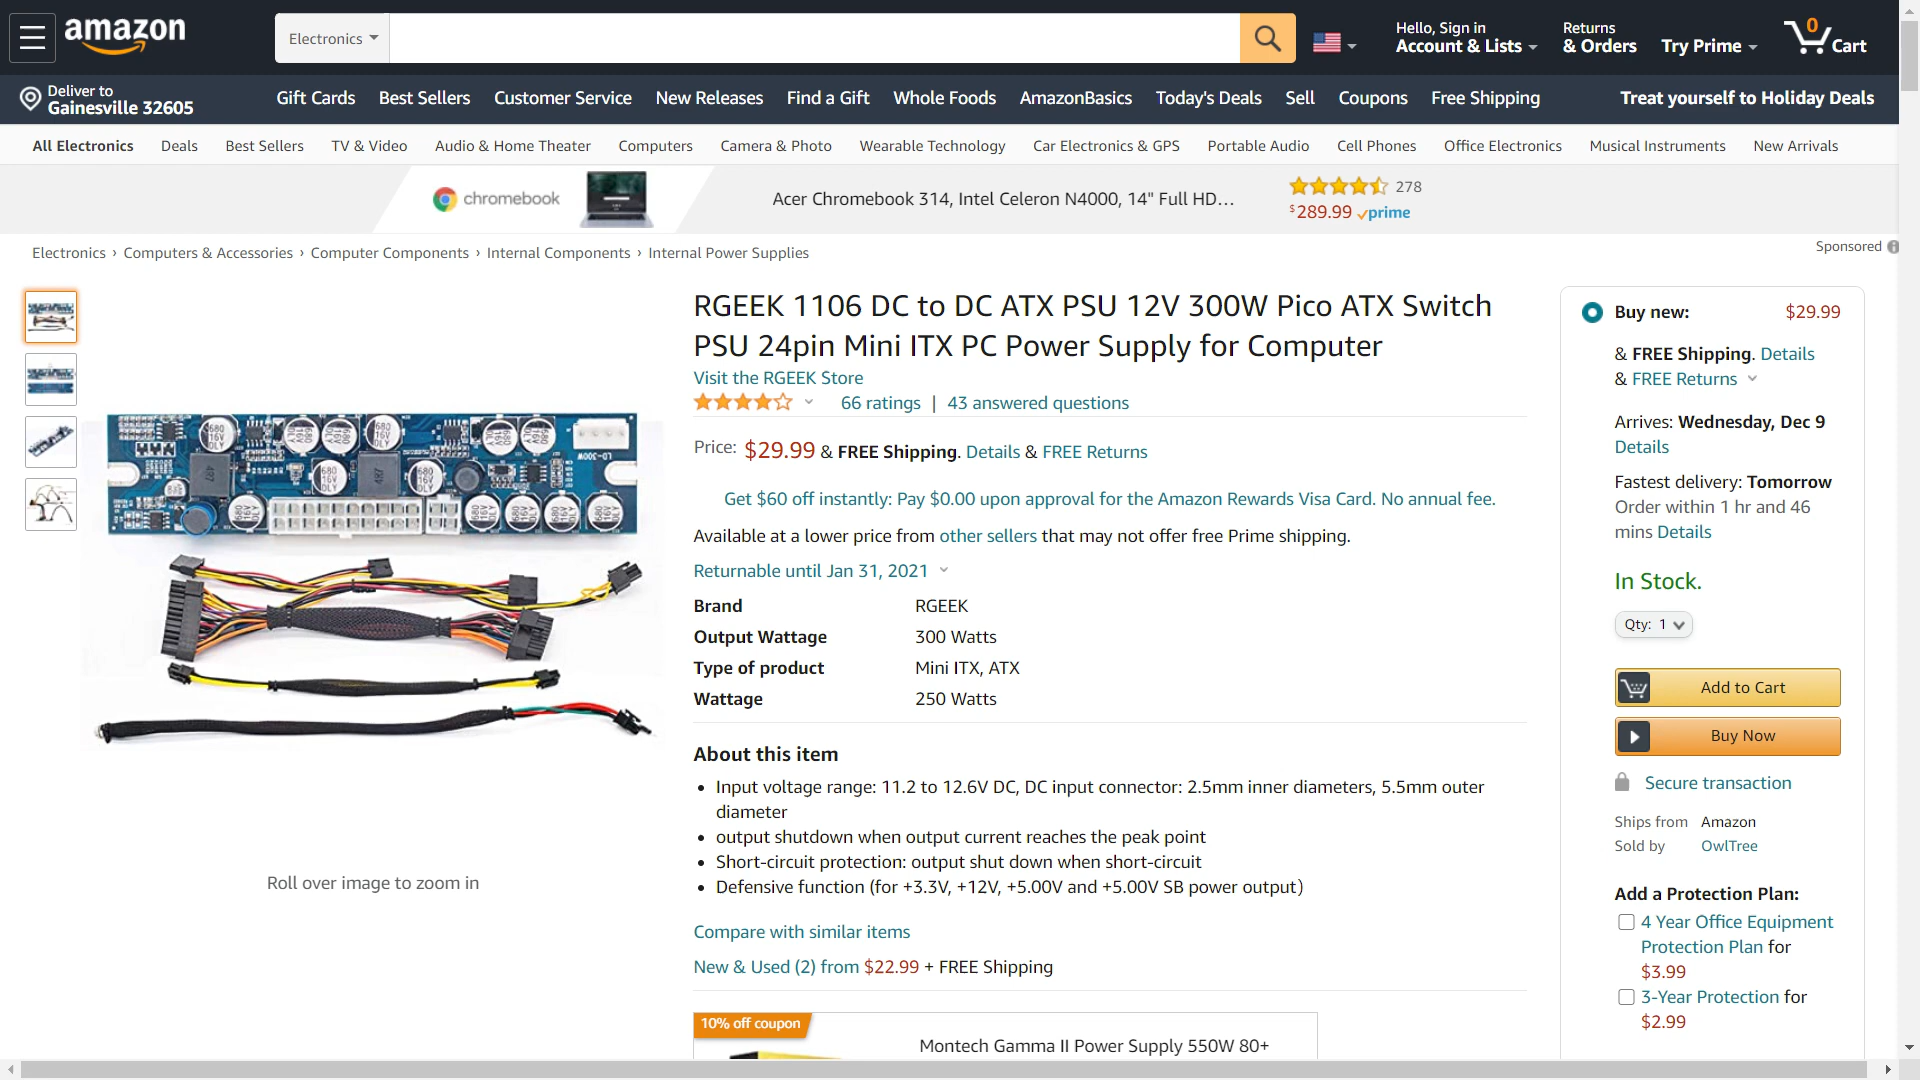 amazon
Electronics
Hello, Sign in
Account & Lists
Returns
& Orders
Try Prime
0
Cart
Deliver to
Gainesville 32605
Gift Cards
Best Sellers
Customer Service
New Releases
Find a Gift
Whole Foods
AmazonBasics
Today's Deals
Sell
Coupons
Free Shipping
Treat yourself to Holiday Deals
All Electronics
Deals
Best Sellers
TV & Video
Audio & Home Theater
Computers
Camera & Photo
Wearable Technology
Car Electronics & GPS
Portable Audio
Cell Phones
Office Electronics
Musical Instruments
New Arrivals
chromebook
Acer Chromebook 314, Intel Celeron N4000, 14" Full HD...
278
$289.99 prime
Sponsored
Electronics › Computers & Accessories › Computer Components › Internal Components › Internal Power Supplies
LD-300W
Roll over image to zoom in
RGEEK 1106 DC to DC ATX PSU 12V 300W Pico ATX Switch
PSU 24pin Mini ITX PC Power Supply for Computer
Visit the RGEEK Store
66 ratings | 43 answered questions
Price: $29.99 & FREE Shipping. Details & FREE Returns
Get $60 off instantly: Pay $0.00 upon approval for the Amazon Rewards Visa Card. No annual fee.
Available at a lower price from other sellers that may not offer free Prime shipping.
Returnable until Jan 31, 2021
Brand RGEEK
Output Wattage 300 Watts
Type of product Mini ITX, ATX
Wattage 250 Watts
About this item
• Input voltage range: 11.2 to 12.6V DC, DC input connector: 2.5mm inner diameters, 5.5mm outer
diameter
• output shutdown when output current reaches the peak point
• Short-circuit protection: output shut down when short-circuit
• Defensive function (for +3.3V, +12V, +5.00V and +5.00V SB power output)
Compare with similar items
New & Used (2) from $22.99 + FREE Shipping
10% off coupon
Montech Gamma II Power Supply 550W 80+
Buy new: $29.99
& FREE Shipping. Details
& FREE Returns
Arrives: Wednesday, Dec 9
Details
Fastest delivery: Tomorrow
Order within 1 hr and 46
mins Details
In Stock.
Qty: 1
Add to Cart
Buy Now
Secure transaction
Ships from Amazon
Sold by OwlTree
Add a Protection Plan:
4 Year Office Equipment
Protection Plan for
$3.99
3-Year Protection for
$2.99